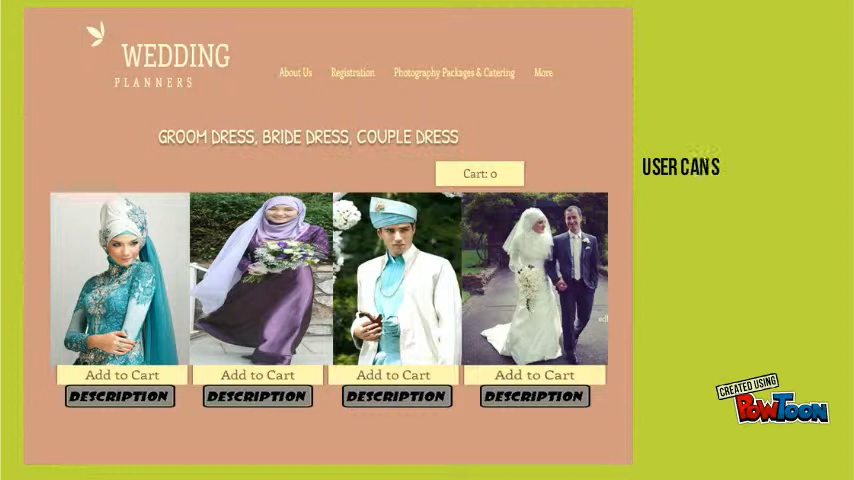 WEDDING
PLANNERS
About Us Registration Photography Packages & Catering More
GROOM DRESS, BRIDE DRESS, COUPLE DRESS
Cart: 0
USER CAN S
Add to Cart Add to Cart Add to Cart Add to Cart
DESCRIPTION DESCRIPTION DESCRIPTION DESCRIPTION
CREATED USING
POWTOON